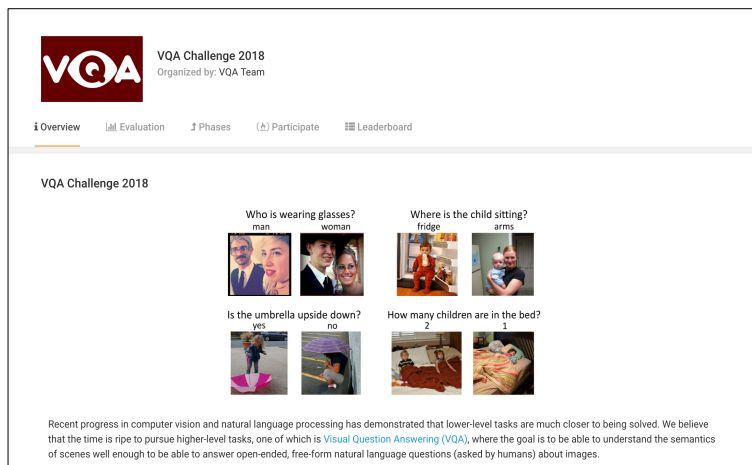 VQA
VQA Challenge 2018
Organized by: VQA Team
Overview Evaluation Phases Participate Leaderboard
VQA Challenge 2018
Who is wearing glasses?
man woman
Where is the child sitting?
fridge arms
Is the umbrella upside down?
yes no
How many children are in the bed?
2 1
Recent progress in computer vision and natural language processing has demonstrated that lower-level tasks are much closer to being solved. We believe
that the time is ripe to pursue higher-level tasks, one of which is Visual Question Answering (VQA), where the goal is to be able to understand the semantics
of scenes well enough to be able to answer open-ended, free-form natural language questions (asked by humans) about images.